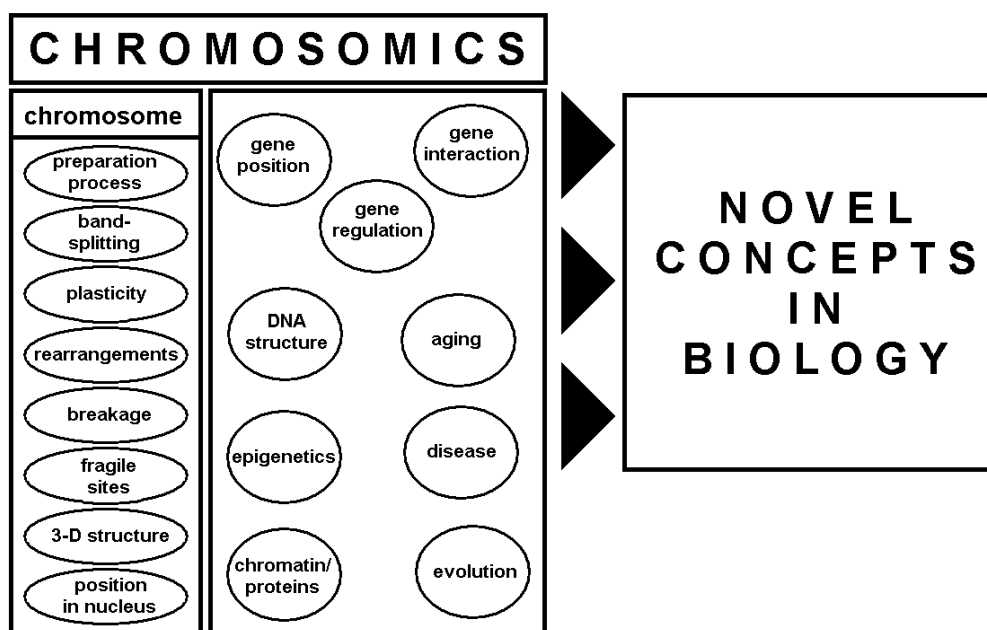 CHROMOSOMICS
chromosome
preparation
process
band-
splitting
plasticity
rearrangements
breakage
fragile
sites
3-D structure
position
in nucleus
gene
position
gene
interaction
gene
regulation
DNA
structure
aging
epigenetics
disease
chromatin/
proteins
evolution
NOVEL
CONCEPTS
IN
BIOLOGY